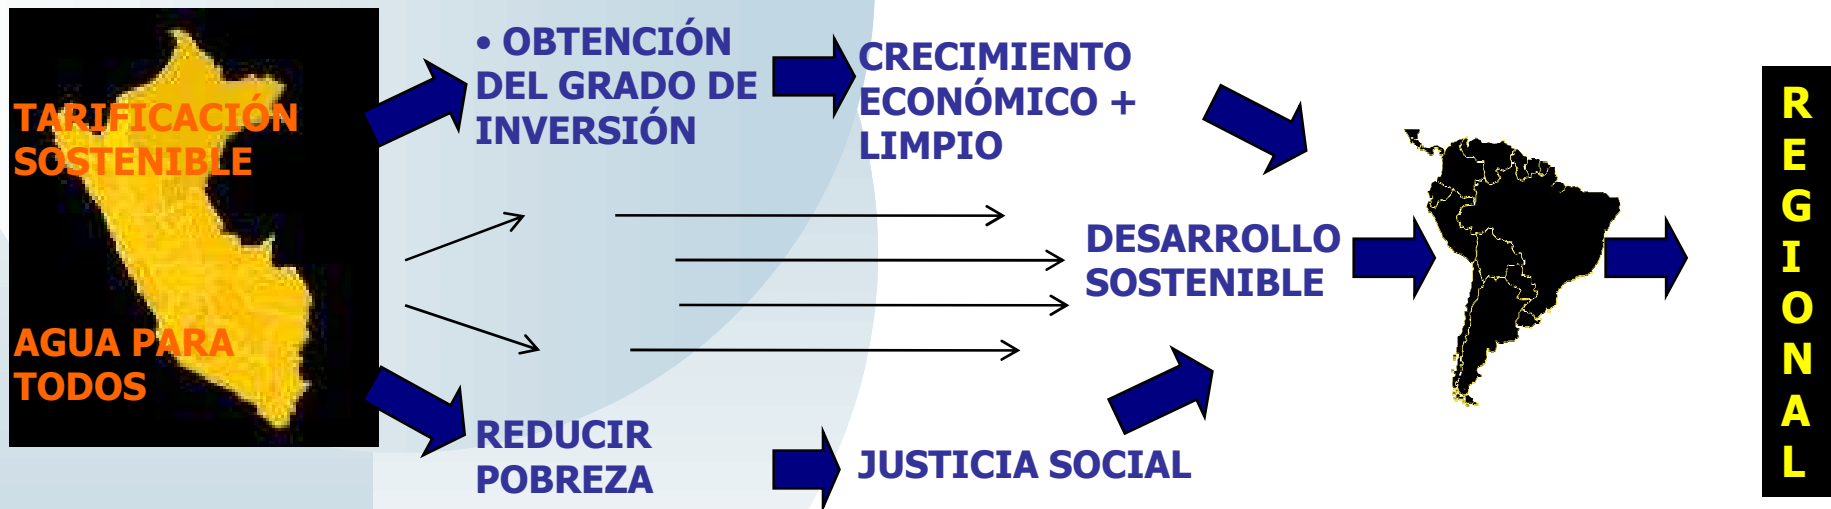 TARIFICACIÓN
SOSTENIBLE
AGUA PARA
TODOS
• OBTENCIÓN
DEL GRADO DE
INVERSIÓN
CRECIMIENTO
ECONÓMICO +
LIMPIO
REDUCIR
POBREZA
JUSTICIA SOCIAL
DESARROLLO
SOSTENIBLE
R
E
G
I
O
N
A
L